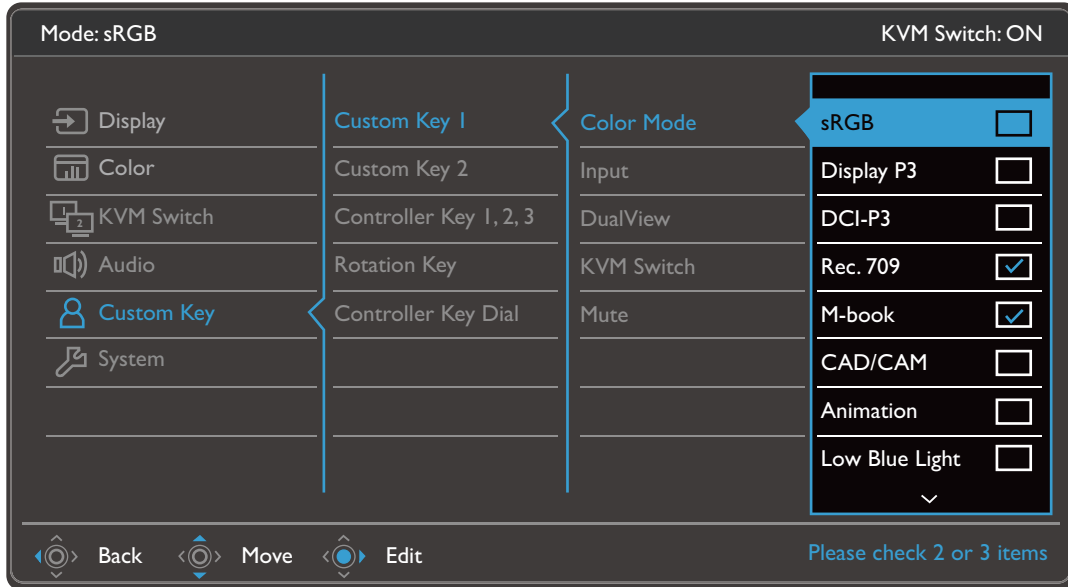 Mode: sRGB
KVM Switch: ON
Display
Color
1
2
KVM Switch
Audio
Custom Key
System
Custom Key 1
Custom Key 2
Controller Key 1, 2, 3
Rotation Key
Controller Key Dial
Color Mode
Input
DualView
KVM Switch
Mute
sRGB
Display P3
DCI-P3
Rec. 709
M-book
CAD/CAM
Animation
Low Blue Light
Back
Move
Edit
Please check 2 or 3 items